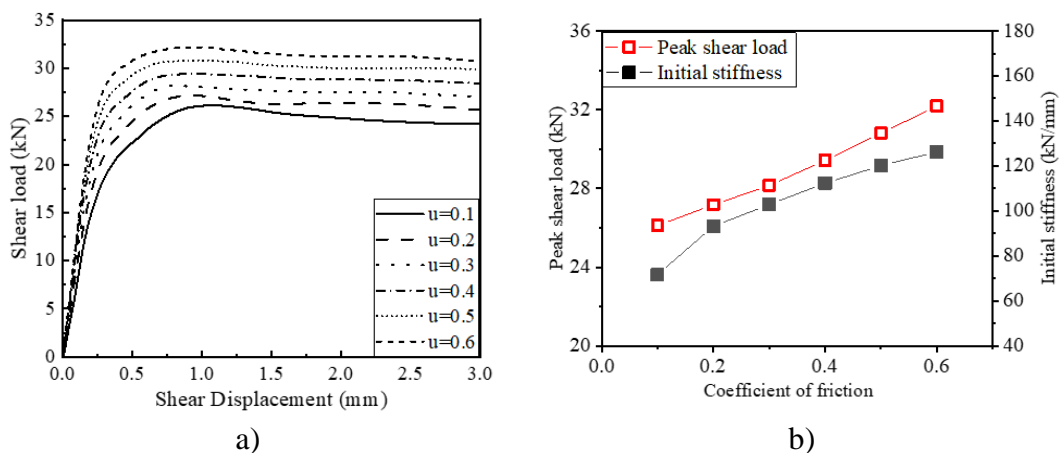 35
30
25
20
15
10
5
0
Shear load (kN)
u=0.1
u=0.2
u=0.3
u=0.4
u=0.5
u=0.6
0.0 0.5 1.0 1.5 2.0 2.5 3.0
Shear Displacement (mm)
a)
36
32
28
24
20
Peak shear load (kN)
Peak shear load
Initial stiffness
180
160
140
120
100
80
60
40
Initial stiffness (kN/mm)
0.0 0.2 0.4 0.6
Coefficient of friction
b)